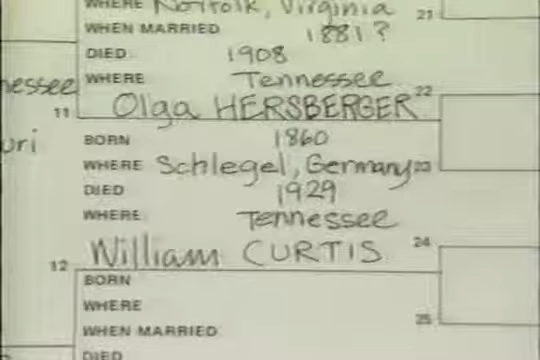 WHERE Norfolk, Virginia
21
WHEN MARRIED 1881?
DIED 1908
WHERE Tennessee
nessee
22
11 Olga HERSBERGER
uri
BORN 1860
WHERE Schlegel, Germany 23
DIED 1929
WHERE Tennessee
24
12 William CURTIS
BORN
WHERE
25
WHEN MARRIED
DIED